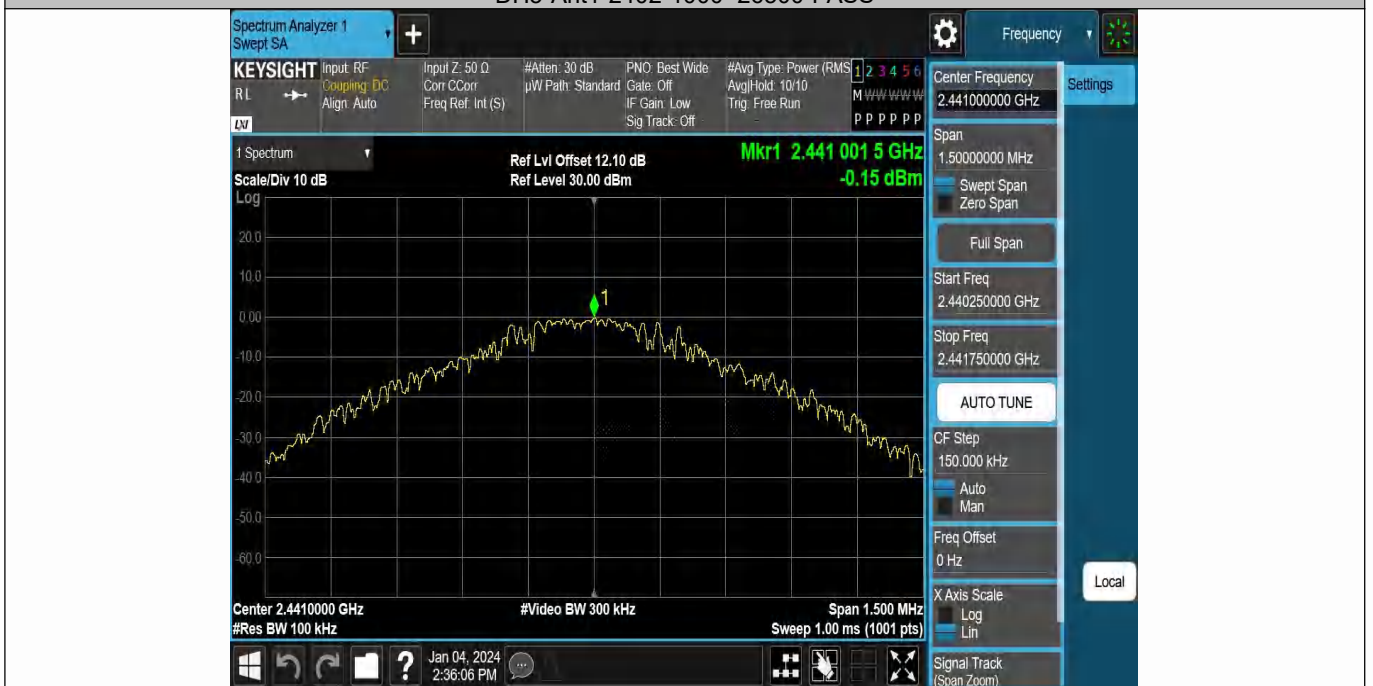 Spectrum Analyzer 1
Swept SA
+
Frequency
KEYSIGHT
RL
LXI
Input: RF
Coupling: DC
Align: Auto
Input Z: 50 Ω
Corr CCorr
Freq Ref: Int (S)
#Atten: 30 dB
µW Path: Standard
PNO: Best Wide
Gate: Off
IF Gain: Low
Sig Track: Off
#Avg Type: Power (RMS
Avg|Hold: 10/10
Trig: Free Run
1 2 3 4 5 6
M W W W W W
P P P P P P
Center Frequency
2.441000000 GHz
Settings
1 Spectrum
Scale/Div 10 dB
Ref Lvl Offset 12.10 dB
Ref Level 30.00 dBm
Mkr1 2.441 001 5 GHz
-0.15 dBm
Log
20.0
10.0
0.00
-10.0
-20.0
-30.0
-40.0
-50.0
-60.0
1
Span
1.50000000 MHz
Swept Span
Zero Span
Full Span
Start Freq
2.440250000 GHz
Stop Freq
2.441750000 GHz
AUTO TUNE
CF Step
150.000 kHz
Auto
Man
Freq Offset
0 Hz
X Axis Scale
Log
Lin
Local
Signal Track
(Span Zoom)
Center 2.4410000 GHz
#Res BW 100 kHz
#Video BW 300 kHz
Span 1.500 MHz
Sweep 1.00 ms (1001 pts)
?
Jan 04, 2024
2:36:06 PM